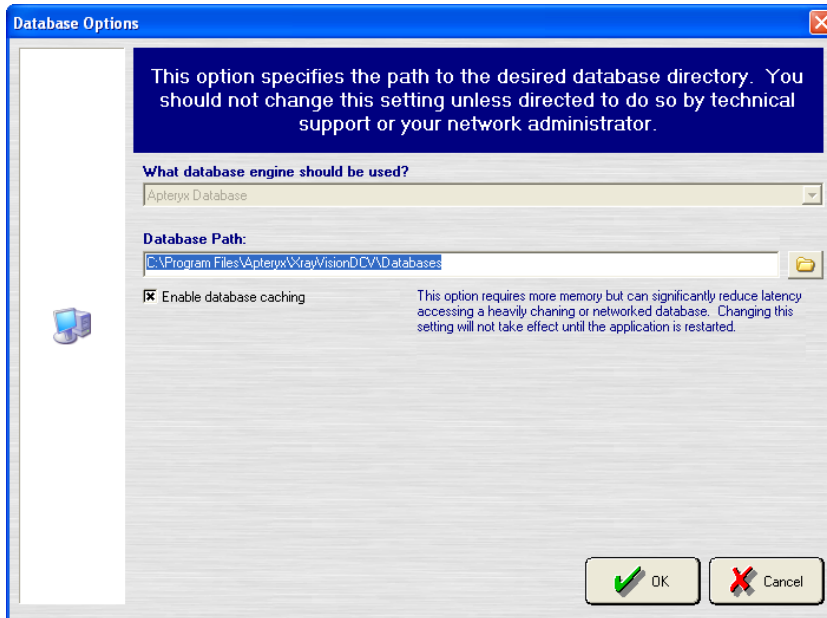 Database Options
This option specifies the path to the desired database directory. You
should not change this setting unless directed to do so by technical
support or your network administrator.
What database engine should be used?
Apteryx Database
Database Path:
C:\Program Files\Apteryx\XrayVisionDCV\Databases
Enable database caching
This option requires more memory but can significantly reduce latency
accessing a heavily chaning or networked database. Changing this
setting will not take effect until the application is restarted.
OK
Cancel